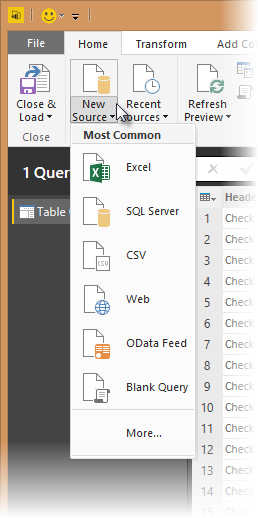 File Home Transform Add Co
Close & Load
New Source
Recent Sources
Refresh Preview
Close
Most Common
1 Quer
Excel
Table
SQL Server
CSV
CSV
Web
OData Feed
Blank Query
More...
Heade
1 Check
2 Check
3 Check
4 Check
5 Check
6 Check
7 Check
8 Check
9 Check
10 Check
11 Check
12 Check
13 Check
14 Check
15 Check